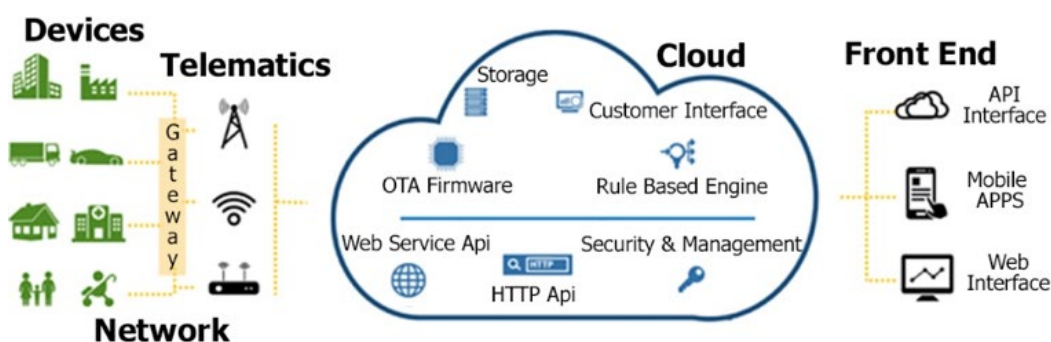 Devices
Telematics
Gateway
Network
Cloud
Storage
Customer Interface
OTA Firmware
Rule Based Engine
Web Service Api
Security & Management
HTTP
HTTP Api
Front End
API
Interface
Mobile
APPS
Web
Interface